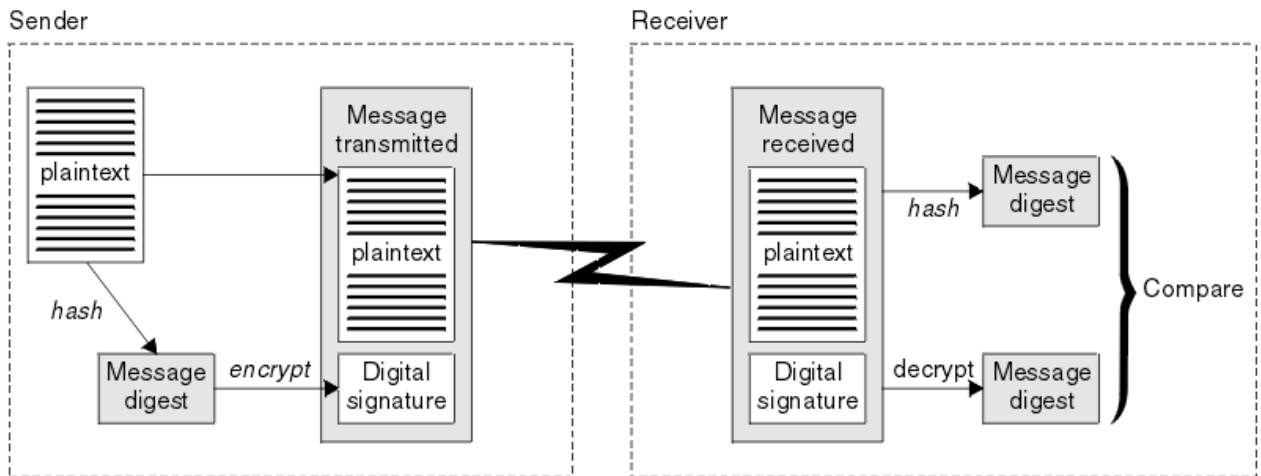 Sender
plaintext
hash
Message
digest
encrypt
Message
transmitted
plaintext
Digital
signature
Receiver
Message
received
plaintext
Digital
signature
hash
Message
digest
decrypt
Message
digest
Compare